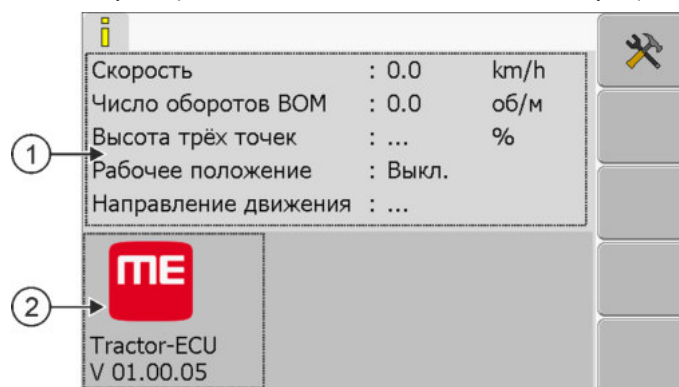 i
Скорость : 0.0 km/h
Число оборотов ВОМ : 0.0 об/м
Высота трёх точек : ... %
1
Рабочее положение : Выкл.
Направление движения : ...
ME
2
Tractor-ECU
V 01.00.05